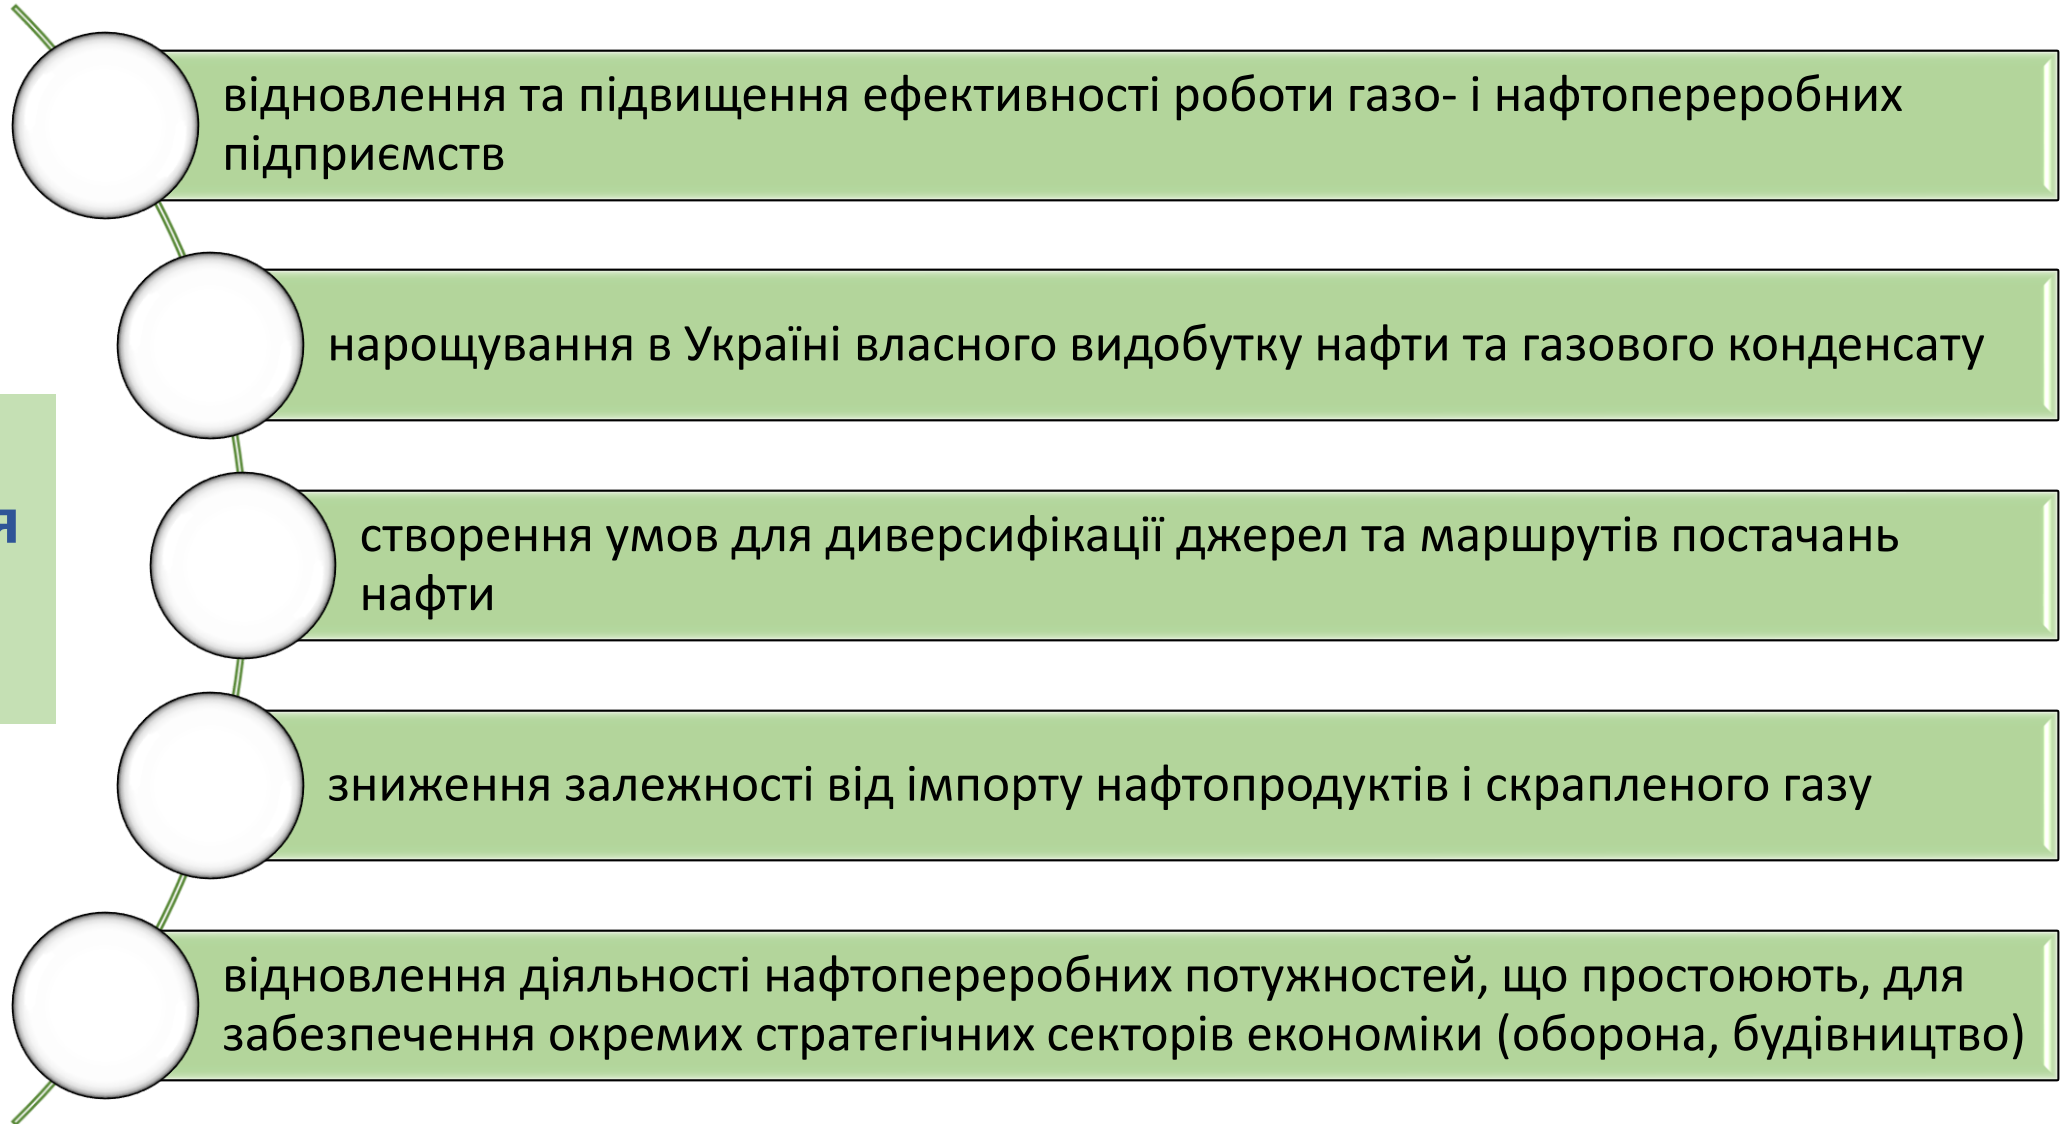 відновлення та підвищення ефективності роботи газо- і нафтопереробних
підприємств
нарощування в Україні власного видобутку нафти та газового конденсату
я
створення умов для диверсифікації джерел та маршрутів постачань
нафти
зниження залежності від імпорту нафтопродуктів і скрапленого газу
відновлення діяльності нафтопереробних потужностей, що простоюють, для
забезпечення окремих стратегічних секторів економіки (оборона, будівництво)